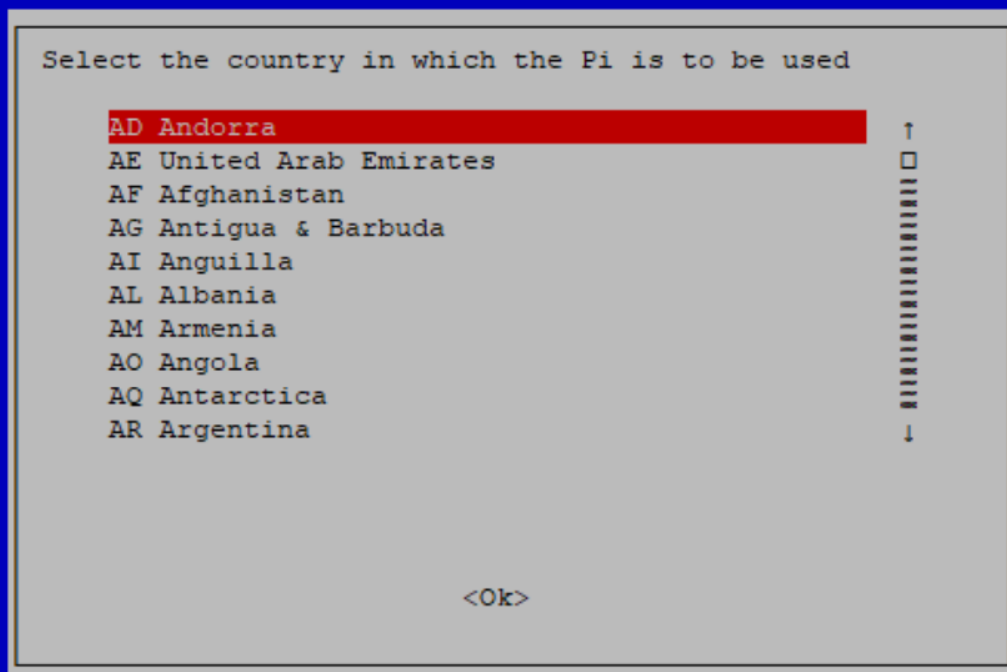 Select the country in which the Pi is to be used
AD Andorra
AE United Arab Emirates
AF Afghanistan
AG Antigua & Barbuda
AI Anguilla
AL Albania
AM Armenia
AO Angola
AQ Antarctica
AR Argentina
<Ok>